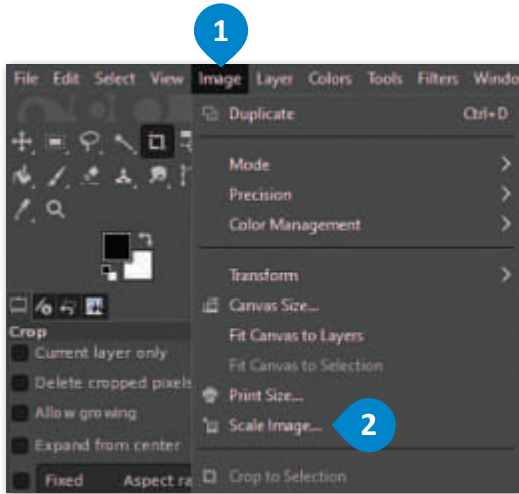 1
File Edit Select View Image Layer Colors Tools Filters Windo
Duplicate Ctrl+D
Mode
Precision
Color Management
Transform
Canvas Size...
Fit Canvas to Layers
Fit Canvas to Selection
Print Size...
Scale Image... 2
Crop to Selection
Crop
Current layer only
Delete cropped pixels
Allow growing
Expand from center
Fixed Aspect ra